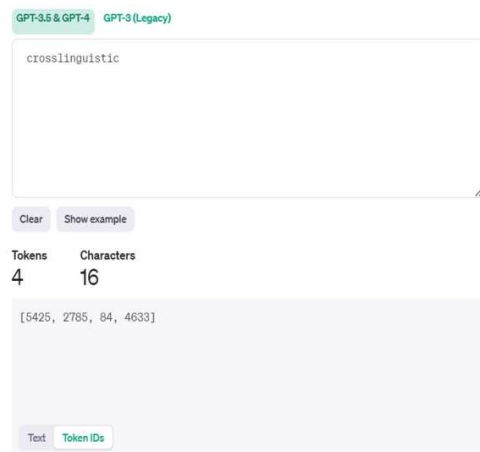 GPT-3.5 & GPT-4 GPT-3 (Legacy)
crosslinguistic
Clear Show example
Tokens Characters
4 16
[5425, 2785, 84, 4633]
Text Token IDs